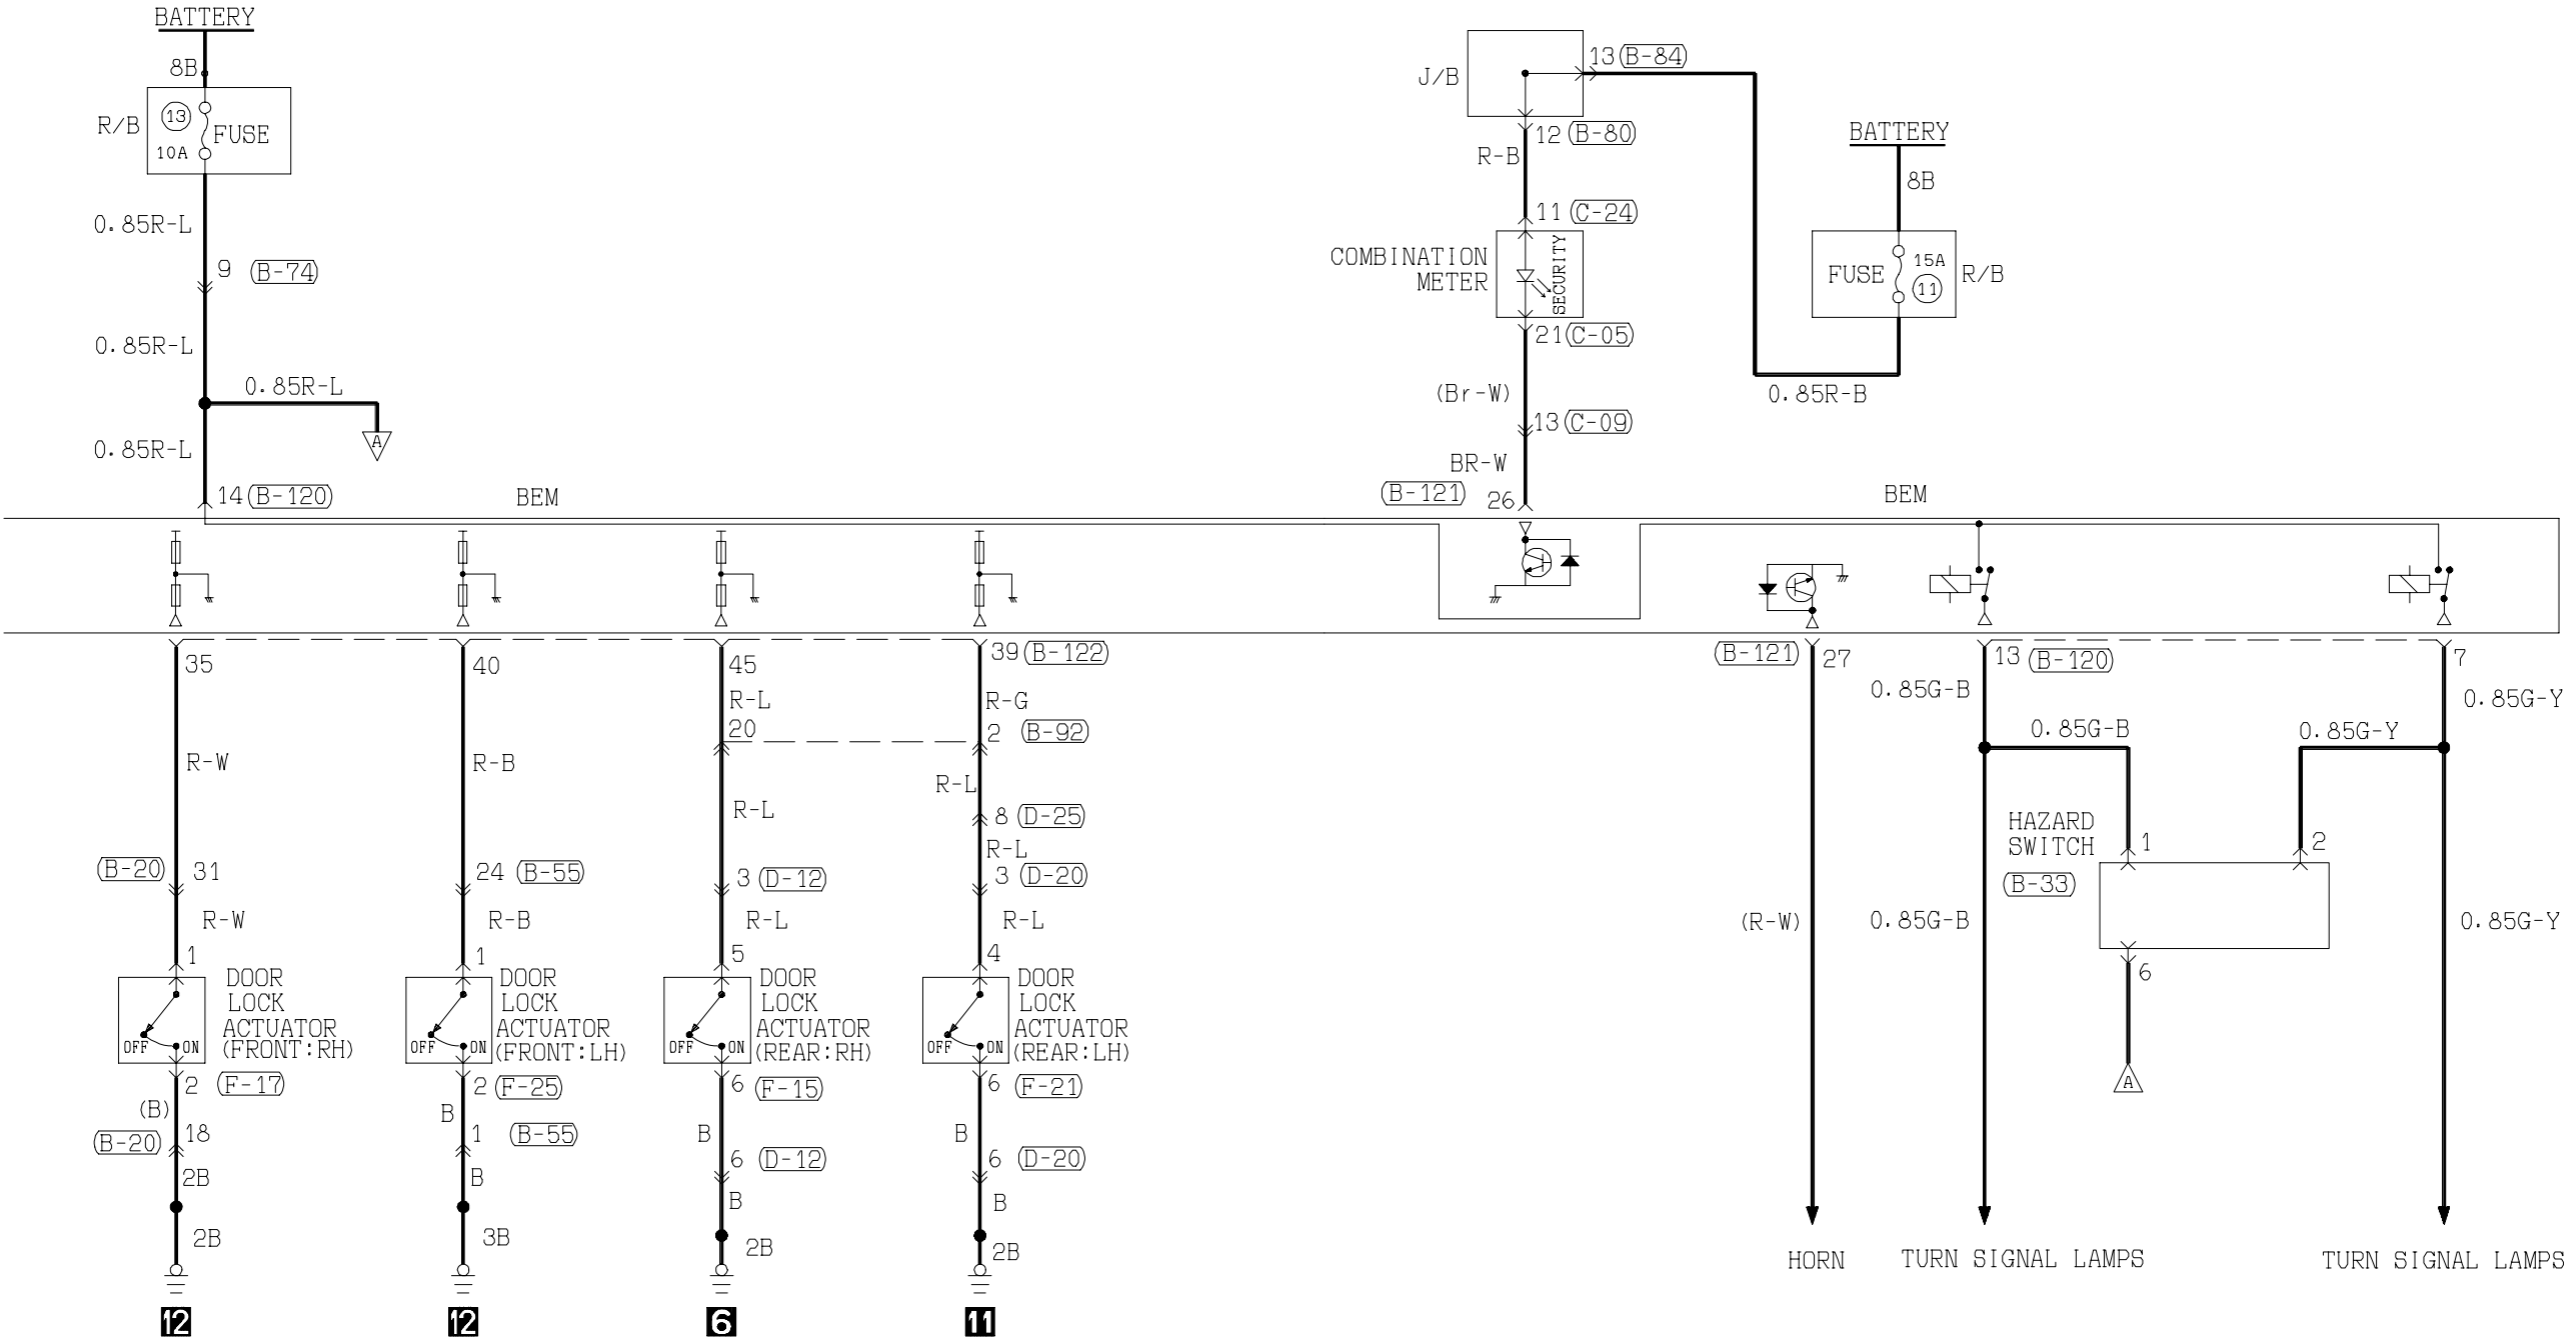 BATTERY
8B
R/B
13
10A
FUSE
0.85R-L
9 (B-74)
0.85R-L
0.85R-L
A
0.85R-L
14 (B-120)
BEM
J/B
13 (B-84)
12 (B-80)
R-B
11 (C-24)
COMBINATION
METER
SECURITY
21 (C-05)
(Br-W)
13 (C-09)
BR-W
(B-121) 26
BATTERY
8B
FUSE
15A
11
R/B
0.85R-B
BEM
35
R-W
(B-20) 31
R-W
1
DOOR
LOCK
ACTUATOR
(FRONT:RH)
OFF ON
2 (F-17)
(B)
(B-20) 18
2B
2B
12
40
R-B
24 (B-55)
R-B
1
DOOR
LOCK
ACTUATOR
(FRONT:LH)
OFF ON
2 (F-25)
B
1 (B-55)
B
3B
12
45
R-L
20
R-L
3 (D-12)
R-L
5
DOOR
LOCK
ACTUATOR
(REAR:RH)
OFF ON
6 (F-15)
B
6 (D-12)
B
2B
6
39 (B-122)
R-G
2 (B-92)
R-L
8 (D-25)
R-L
3 (D-20)
R-L
4
DOOR
LOCK
ACTUATOR
(REAR:LH)
OFF ON
6 (F-21)
B
6 (D-20)
B
2B
11
(B-121) 27
(R-W)
HORN
13 (B-120)
0.85G-B
0.85G-B
0.85G-B
TURN SIGNAL LAMPS
HAZARD
SWITCH
(B-33)
1
2
6
A
7
0.85G-Y
0.85G-Y
0.85G-Y
TURN SIGNAL LAMPS